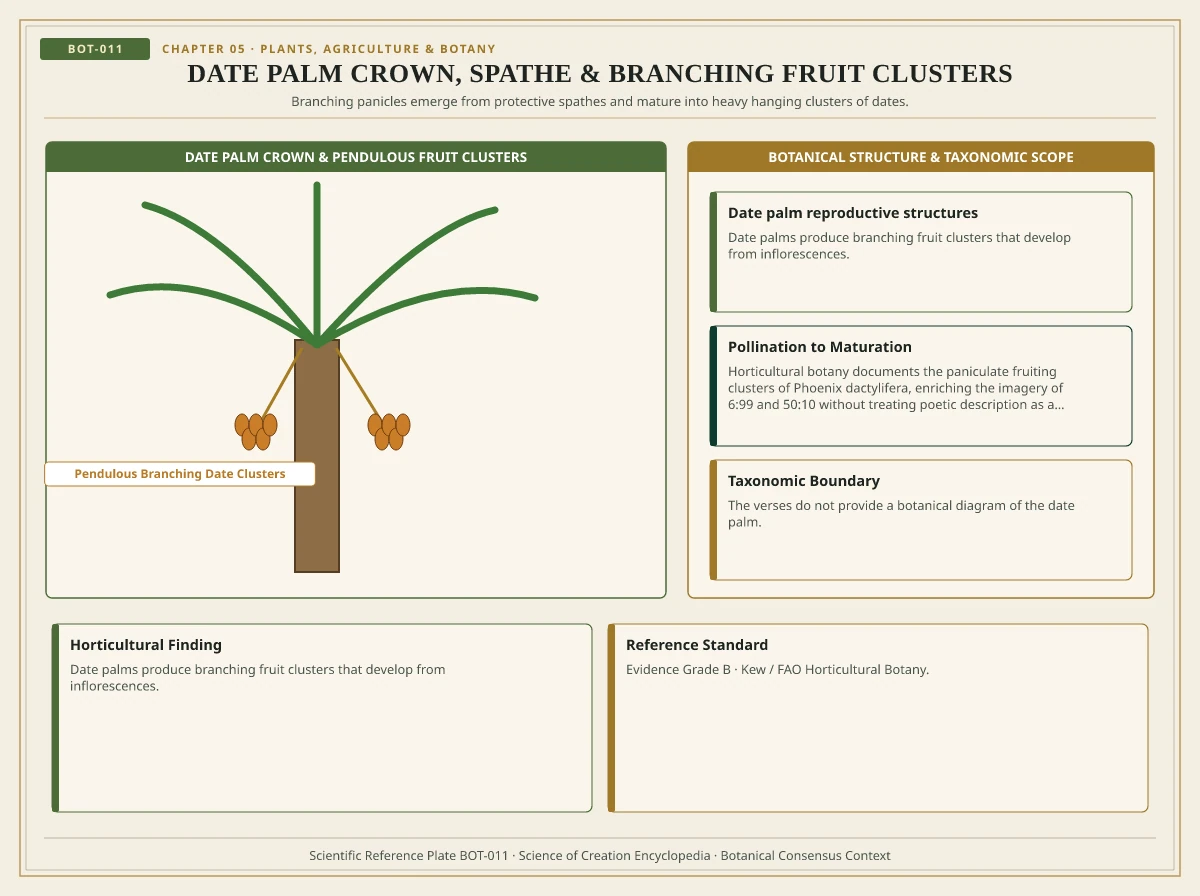 BOT-011
CHAPTER 05 · PLANTS, AGRICULTURE & BOTANY
DATE PALM CROWN, SPATHE & BRANCHING FRUIT CLUSTERS
Branching panicles emerge from protective spathes and mature into heavy hanging clusters of dates.
DATE PALM CROWN & PENDULOUS FRUIT CLUSTERS
Pendulous Branching Date Clusters
BOTANICAL STRUCTURE & TAXONOMIC SCOPE
Date palm reproductive structures
Date palms produce branching fruit clusters that develop
from inflorescences.
Pollination to Maturation
Horticultural botany documents the paniculate fruiting
clusters of Phoenix dactylifera, enriching the imagery of
6:99 and 50:10 without treating poetic description as a...
Taxonomic Boundary
The verses do not provide a botanical diagram of the date
palm.
Horticultural Finding
Date palms produce branching fruit clusters that develop from
inflorescences.
Reference Standard
Evidence Grade B · Kew / FAO Horticultural Botany.
Scientific Reference Plate BOT-011 · Science of Creation Encyclopedia · Botanical Consensus Context